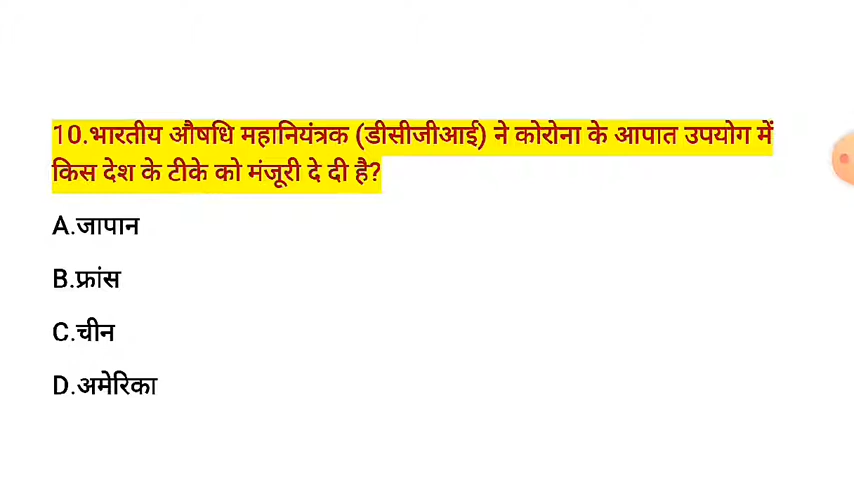 10.भारतीय औषधि महानियंत्रक (डीसीजीआई) ने कोरोना के आपात उपयोग में
किस देश के टीके को मंजूरी दे दी है?
A.जापान
B.फ्रांस
C.चीन
D.अमेरिका